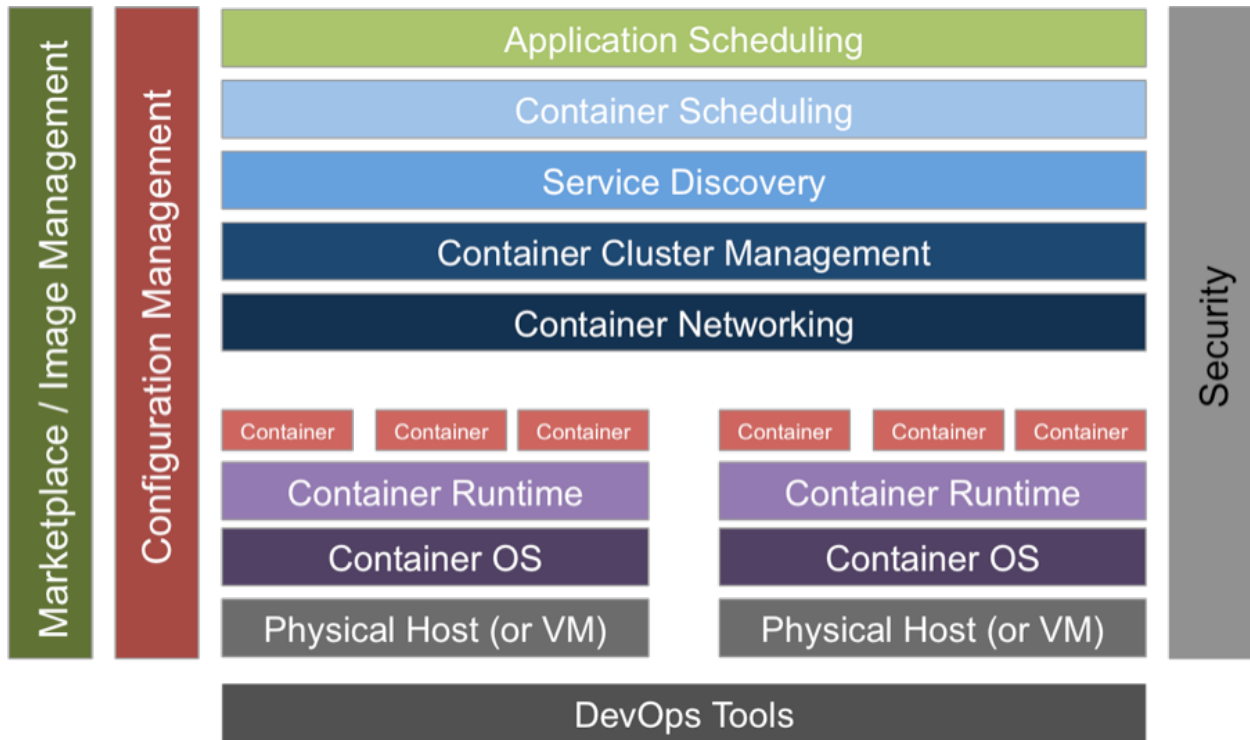 Marketplace / Image Management
Configuration Management
Application Scheduling
Container Scheduling
Service Discovery
Container Cluster Management
Container Networking
Container Container Container Container Container Container
Container Runtime Container Runtime
Container OS Container OS
Physical Host (or VM) Physical Host (or VM)
DevOps Tools
Security